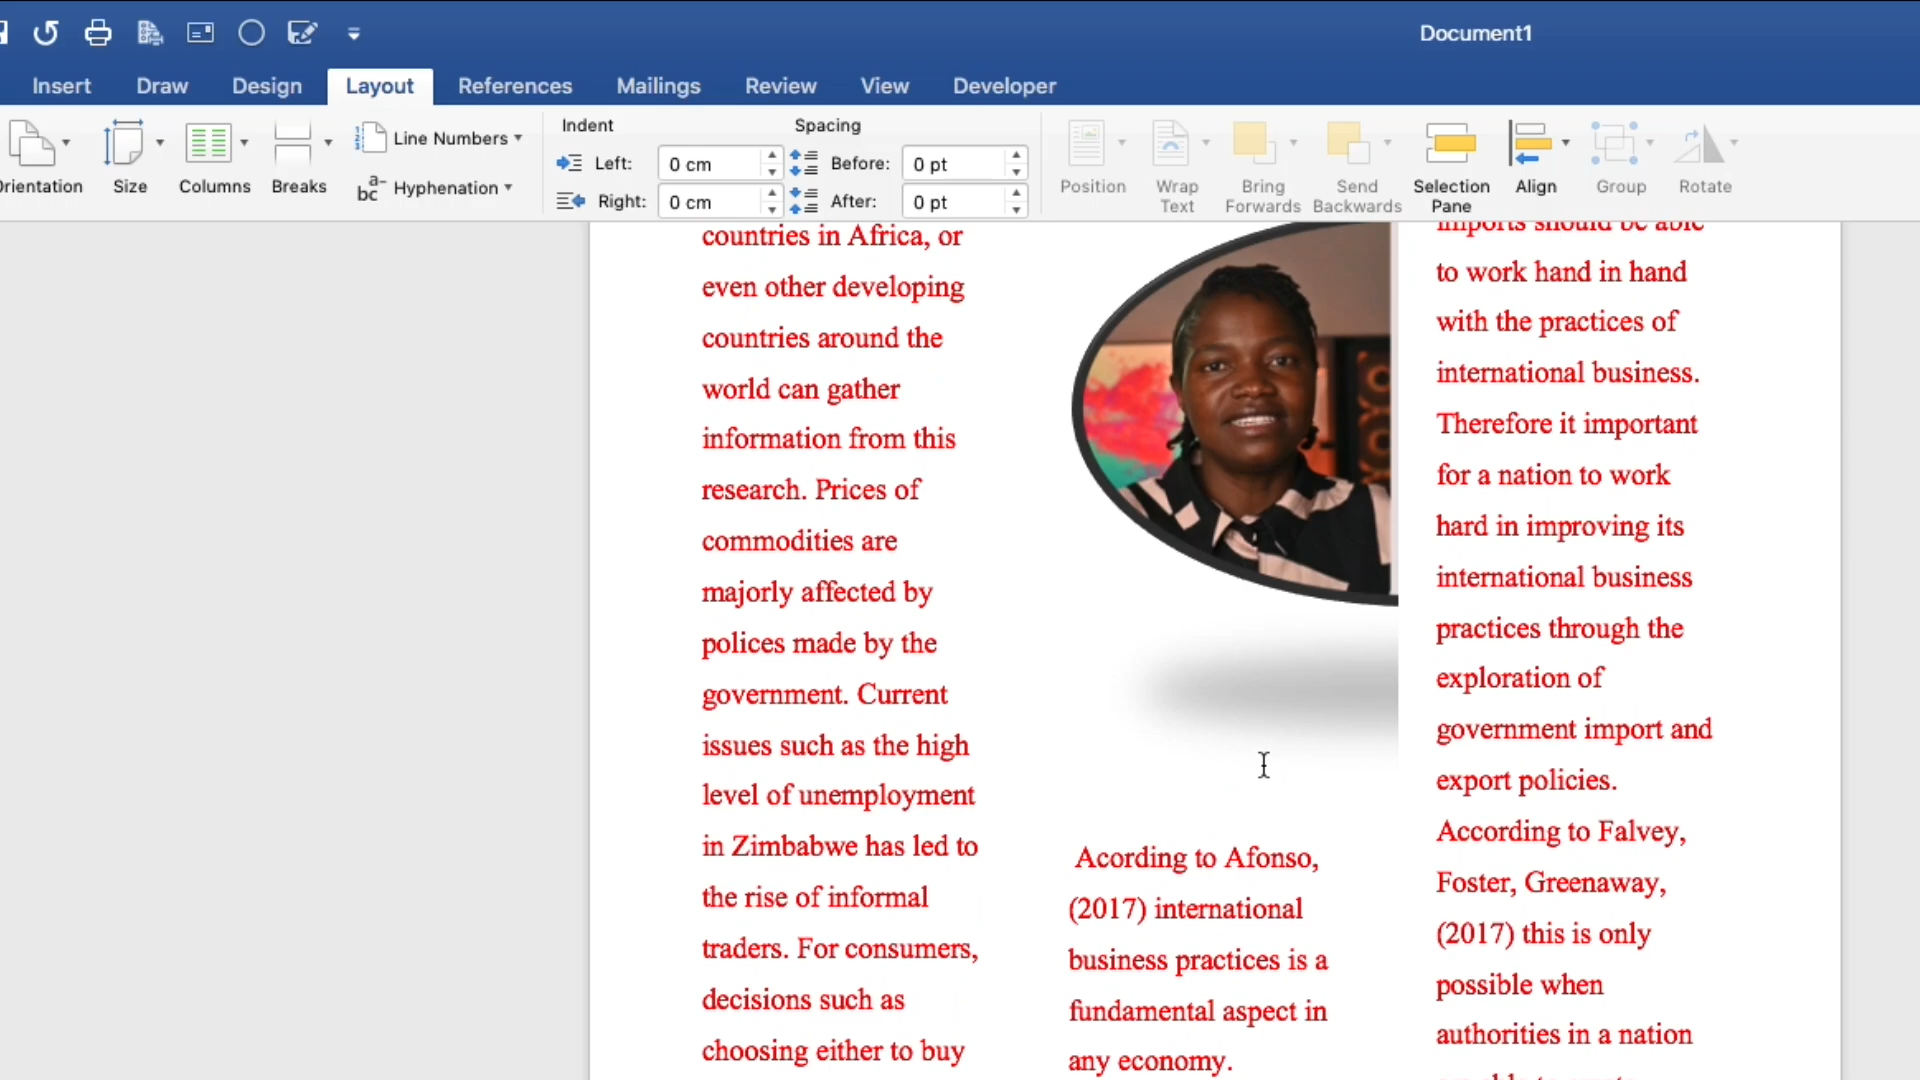 Document1
Insert Draw Design Layout References Mailings Review View Developer
Orientation
Size
Columns
Breaks
Line Numbers
Hyphenation
Indent
Left: 0 cm
Right: 0 cm
Spacing
Before: 0 pt
After: 0 pt
Position
Wrap
Text
Bring
Forwards
Send
Backwards
Selection
Pane
Align
Group
Rotate
countries in Africa, or
even other developing
countries around the
world can gather
information from this
research. Prices of
commodities are
majorly affected by
polices made by the
government. Current
issues such as the high
level of unemployment
in Zimbabwe has led to
the rise of informal
traders. For consumers,
decisions such as
choosing either to buy
Acording to Afonso,
(2017) international
business practices is a
fundamental aspect in
any economy.
imports should be able
to work hand in hand
with the practices of
international business.
Therefore it important
for a nation to work
hard in improving its
international business
practices through the
exploration of
government import and
export policies.
According to Falvey,
Foster, Greenaway,
(2017) this is only
possible when
authorities in a nation